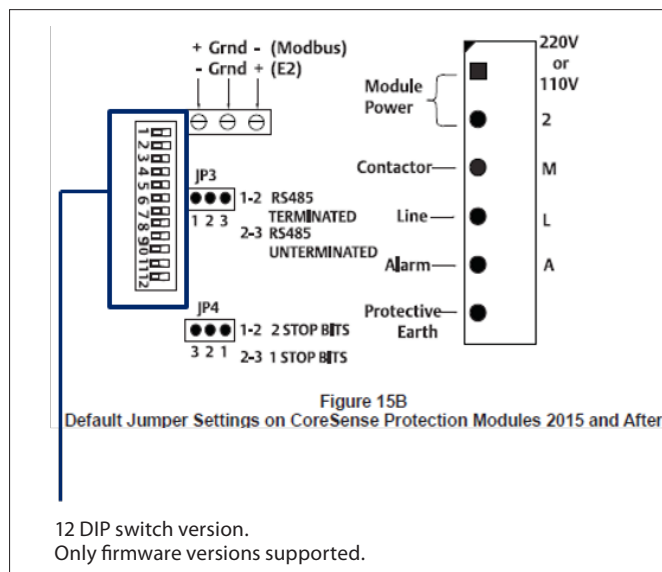 + Grnd - (Modbus)
- Grnd + (E2)
1
2
3
4
5
6
7
8
9
10
11
12
JP3
1 2 3
1-2 RS485
TERMINATED
2-3 RS485
UNTERMINATED
JP4
3 2 1
1-2 2 STOP BITS
2-3 1 STOP BITS
Module
Power
Contactor
Line
Alarm
Protective
Earth
220V
or
110V
2
M
L
A
Figure 15B
Default Jumper Settings on CoreSense Protection Modules 2015 and After
12 DIP switch version.
Only firmware versions supported.